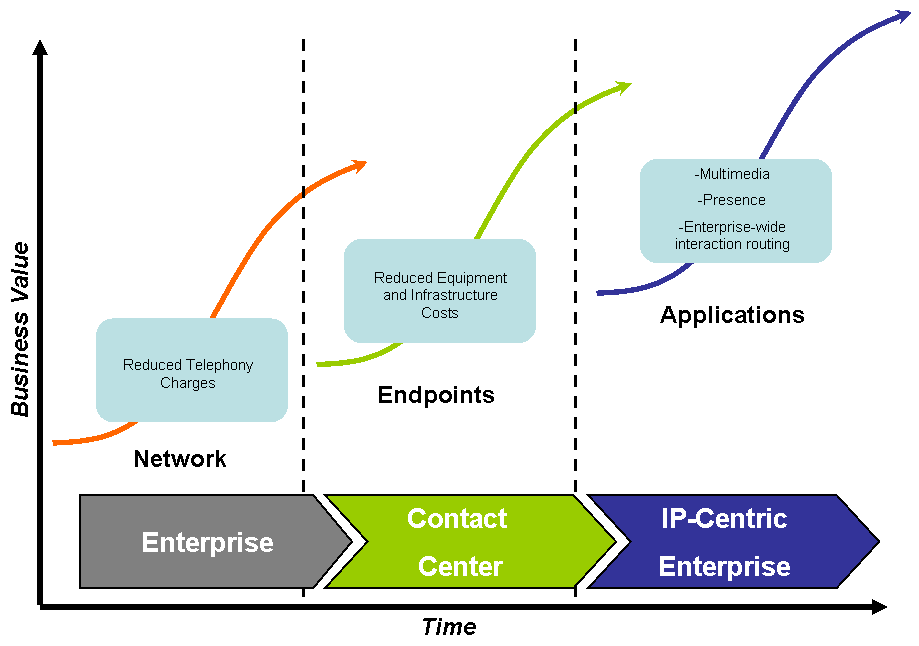 Business Value
-Multimedia
-Presence
-Enterprise-wide
interaction routing
Applications
Reduced Equipment
and Infrastructure
Costs
Endpoints
Reduced Telephony
Charges
Network
Enterprise
Contact
Center
IP-Centric
Enterprise
Time